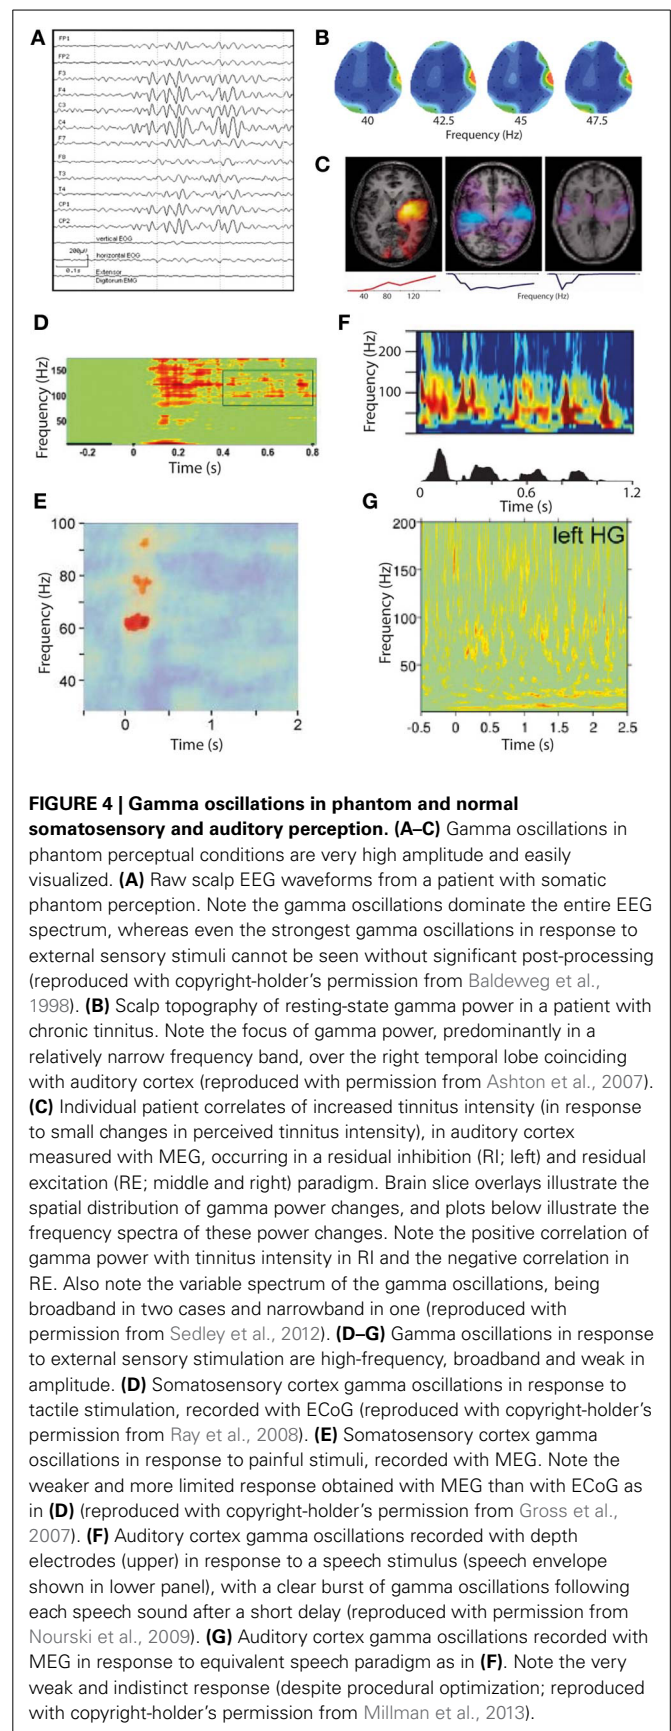 A
FP1
FP2
F3
F4
C3
C4
F7
F8
T3
T4
CP1
CP2
vertical EOG
200μV
horizontal EOG
0.1s
Extensor
Digitorum EMG
B
40
42.5
45
47.5
Frequency (Hz)
C
40 80 120
Frequency (Hz)
D
Frequency (Hz)
150
100
50
-0.2 0 0.2 0.4 0.6 0.8
Time (s)
F
Frequency (Hz)
200
100
0 0.6 1.2
Time (s)
E
Frequency (Hz)
100
80
60
40
0 1 2
Time (s)
G
left HG
Frequency (Hz)
200
150
100
50
-0.5 0 0.5 1 1.5 2 2.5
Time (s)
FIGURE 4 | Gamma oscillations in phantom and normal
somatosensory and auditory perception. (A–C) Gamma oscillations in
phantom perceptual conditions are very high amplitude and easily
visualized. (A) Raw scalp EEG waveforms from a patient with somatic
phantom perception. Note the gamma oscillations dominate the entire EEG
spectrum, whereas even the strongest gamma oscillations in response to
external sensory stimuli cannot be seen without significant post-processing
(reproduced with copyright-holder's permission from Baldeweg et al.,
1998). (B) Scalp topography of resting-state gamma power in a patient with
chronic tinnitus. Note the focus of gamma power, predominantly in a
relatively narrow frequency band, over the right temporal lobe coinciding
with auditory cortex (reproduced with permission from Ashton et al., 2007).
(C) Individual patient correlates of increased tinnitus intensity (in response
to small changes in perceived tinnitus intensity), in auditory cortex
measured with MEG, occurring in a residual inhibition (RI; left) and residual
excitation (RE; middle and right) paradigm. Brain slice overlays illustrate the
spatial distribution of gamma power changes, and plots below illustrate the
frequency spectra of these power changes. Note the positive correlation of
gamma power with tinnitus intensity in RI and the negative correlation in
RE. Also note the variable spectrum of the gamma oscillations, being
broadband in two cases and narrowband in one (reproduced with
permission from Sedley et al., 2012). (D–G) Gamma oscillations in response
to external sensory stimulation are high-frequency, broadband and weak in
amplitude. (D) Somatosensory cortex gamma oscillations in response to
tactile stimulation, recorded with ECoG (reproduced with copyright-holder's
permission from Ray et al., 2008). (E) Somatosensory cortex gamma
oscillations in response to painful stimuli, recorded with MEG. Note the
weaker and more limited response obtained with MEG than with ECoG as
in (D) (reproduced with copyright-holder's permission from Gross et al.,
2007). (F) Auditory cortex gamma oscillations recorded with depth
electrodes (upper) in response to a speech stimulus (speech envelope
shown in lower panel), with a clear burst of gamma oscillations following
each speech sound after a short delay (reproduced with permission from
Nourski et al., 2009). (G) Auditory cortex gamma oscillations recorded with
MEG in response to equivalent speech paradigm as in (F). Note the very
weak and indistinct response (despite procedural optimization; reproduced
with copyright-holder's permission from Millman et al., 2013).